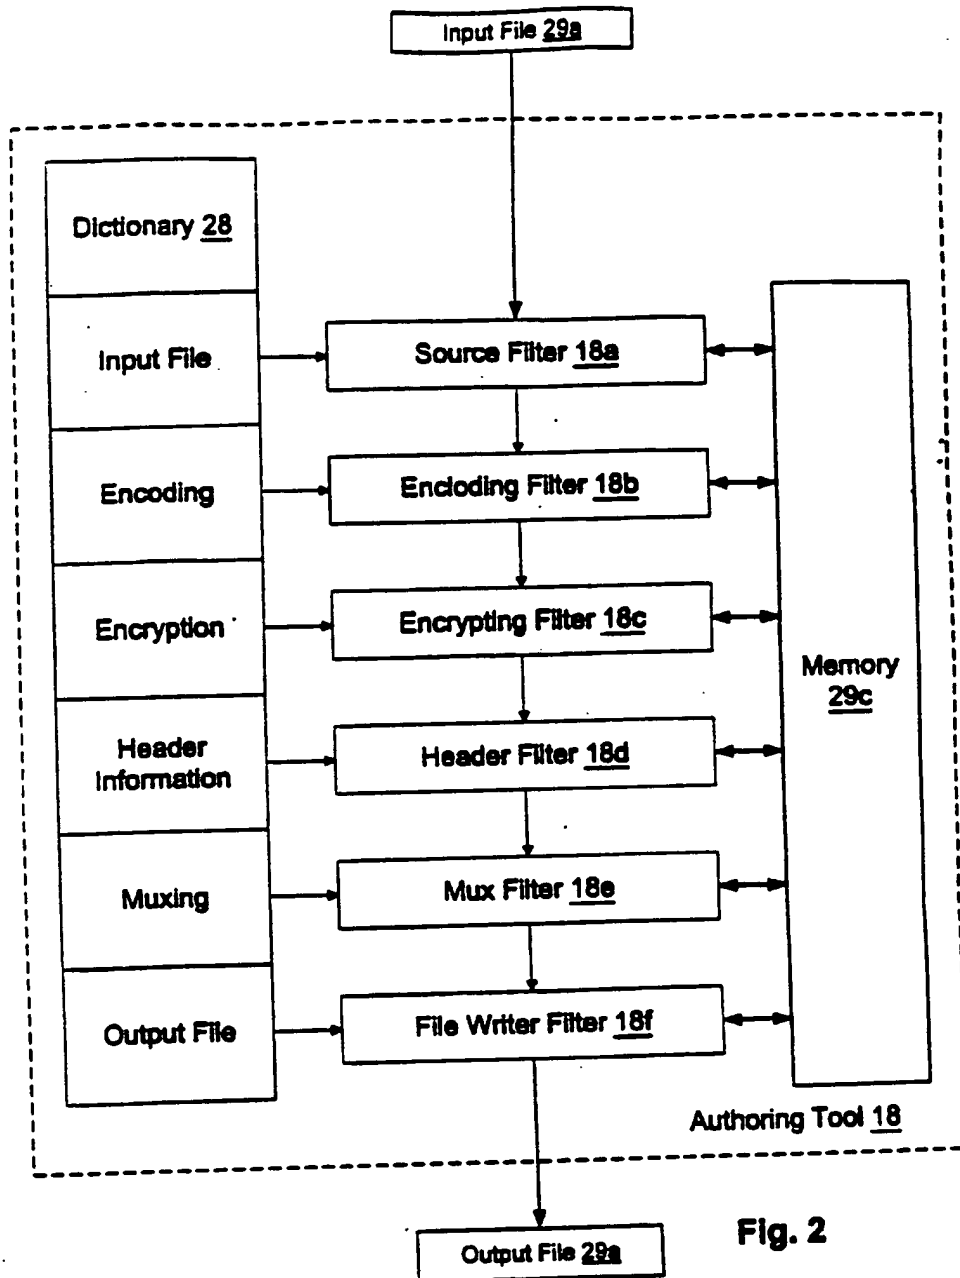 Input File 29a
Dictionary 28
Input File
Source Filter 18a
Encoding
Encloding Filter 18b
Encryption
Encrypting Filter 18c
Memory
29c
Header
Information
Header Filter 18d
Muxing
Mux Filter 18e
Output File
File Writer Filter 18f
Authoring Tool 18
Output File 29a
Fig. 2